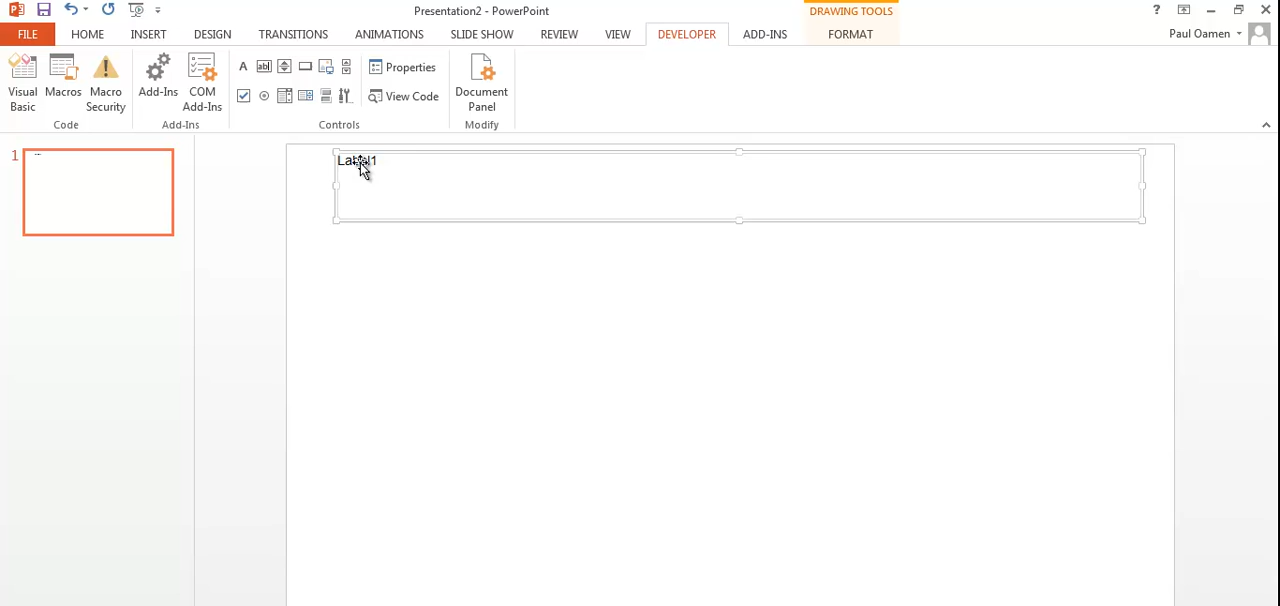 Presentation2 - PowerPoint
DRAWING TOOLS
?
FILE
HOME
INSERT
DESIGN
TRANSITIONS
ANIMATIONS
SLIDE SHOW
REVIEW
VIEW
DEVELOPER
ADD-INS
FORMAT
Paul Oamen
Visual Basic
Macros
Macro Security
Code
Add-Ins
COM Add-Ins
Add-Ins
A
abl
Properties
View Code
Controls
Document Panel
Modify
1
Label1